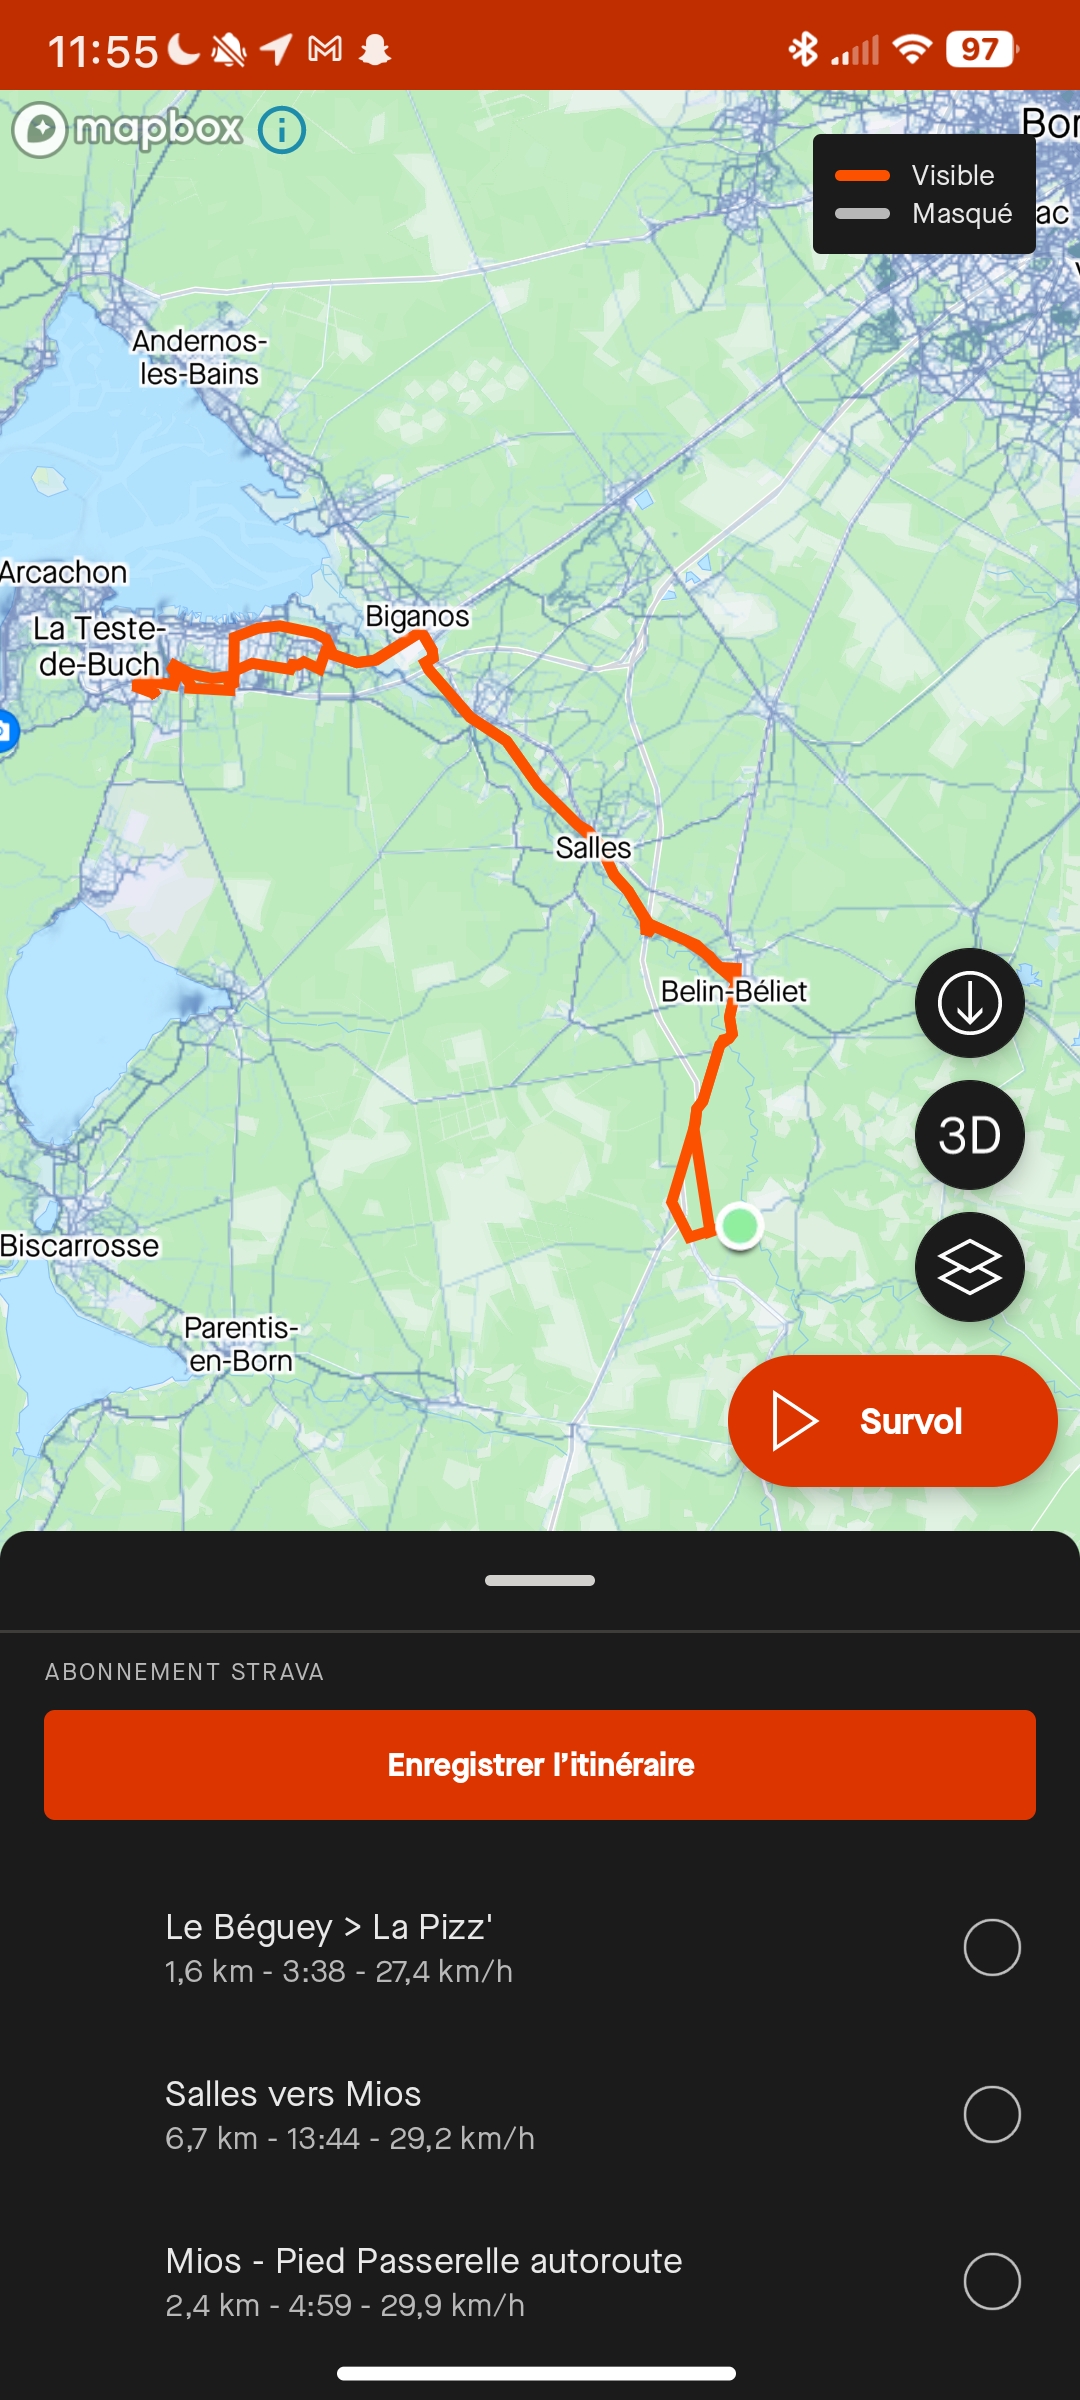 11:55
97
mapbox
Bor
Visible
Masqué
ac
Andernos-
les-Bains
Arcachon
La Teste-
de-Buch
Biganos
Salles
Belin-Béliet
3D
Biscarrosse
Parentis-
en-Born
Survol
ABONNEMENT STRAVA
Enregistrer l'itinéraire
Le Béguey > La Pizz'
1,6 km - 3:38 - 27,4 km/h
Salles vers Mios
6,7 km - 13:44 - 29,2 km/h
Mios - Pied Passerelle autoroute
2,4 km - 4:59 - 29,9 km/h